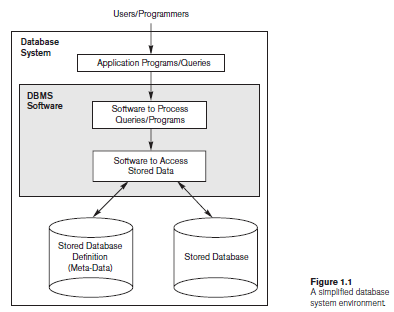 Users/Programmers
Database
System
Application Programs/Queries
DBMS
Software
Software to Process
Queries/Programs
Software to Access
Stored Data
Stored Database
Definition
(Meta-Data)
Stored Database
Figure 1.1
A simplified database
system environment.